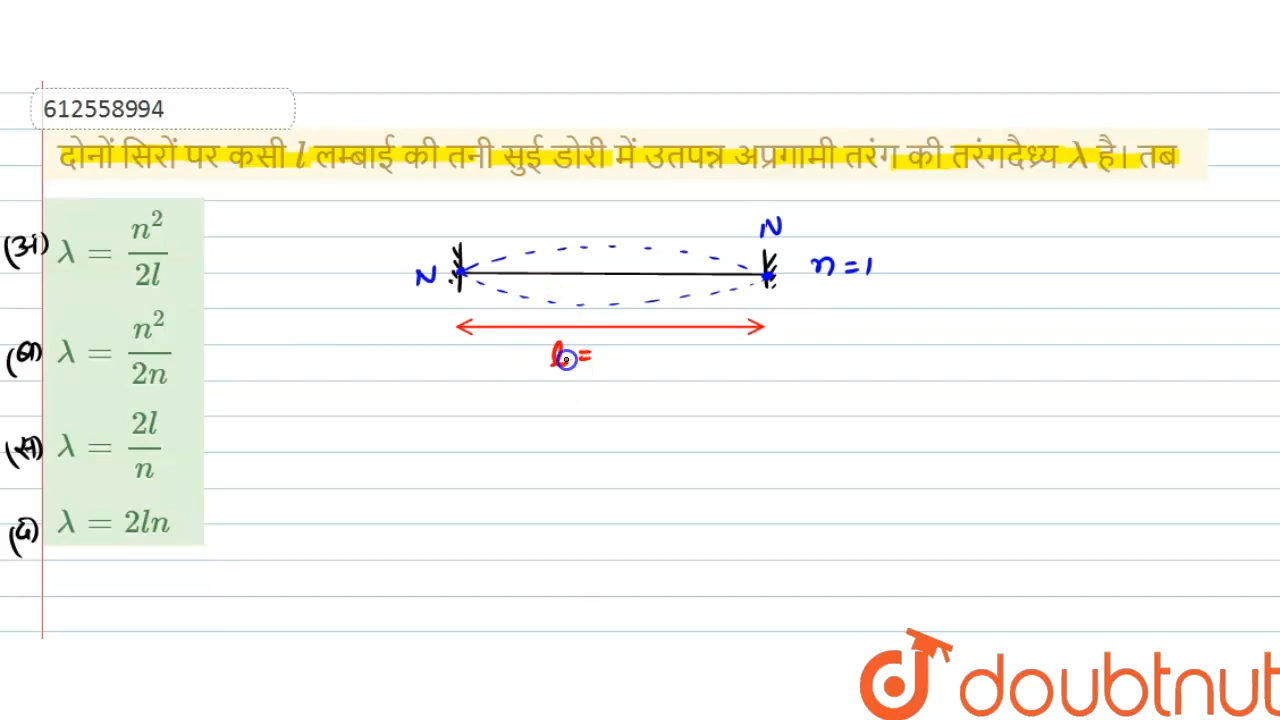 612558994
दोनों सिरों पर कसी l लम्बाई की तनी सुई डोरी में उतपन्न अप्रगामी तरंग की तरंगदैध्र्य λ है। तब
(अ) λ = n²/2l
(ब) λ = n²/2n
(स) λ = 2l/n
(द) λ = 2ln
N
N n = 1
l =
doubtnut